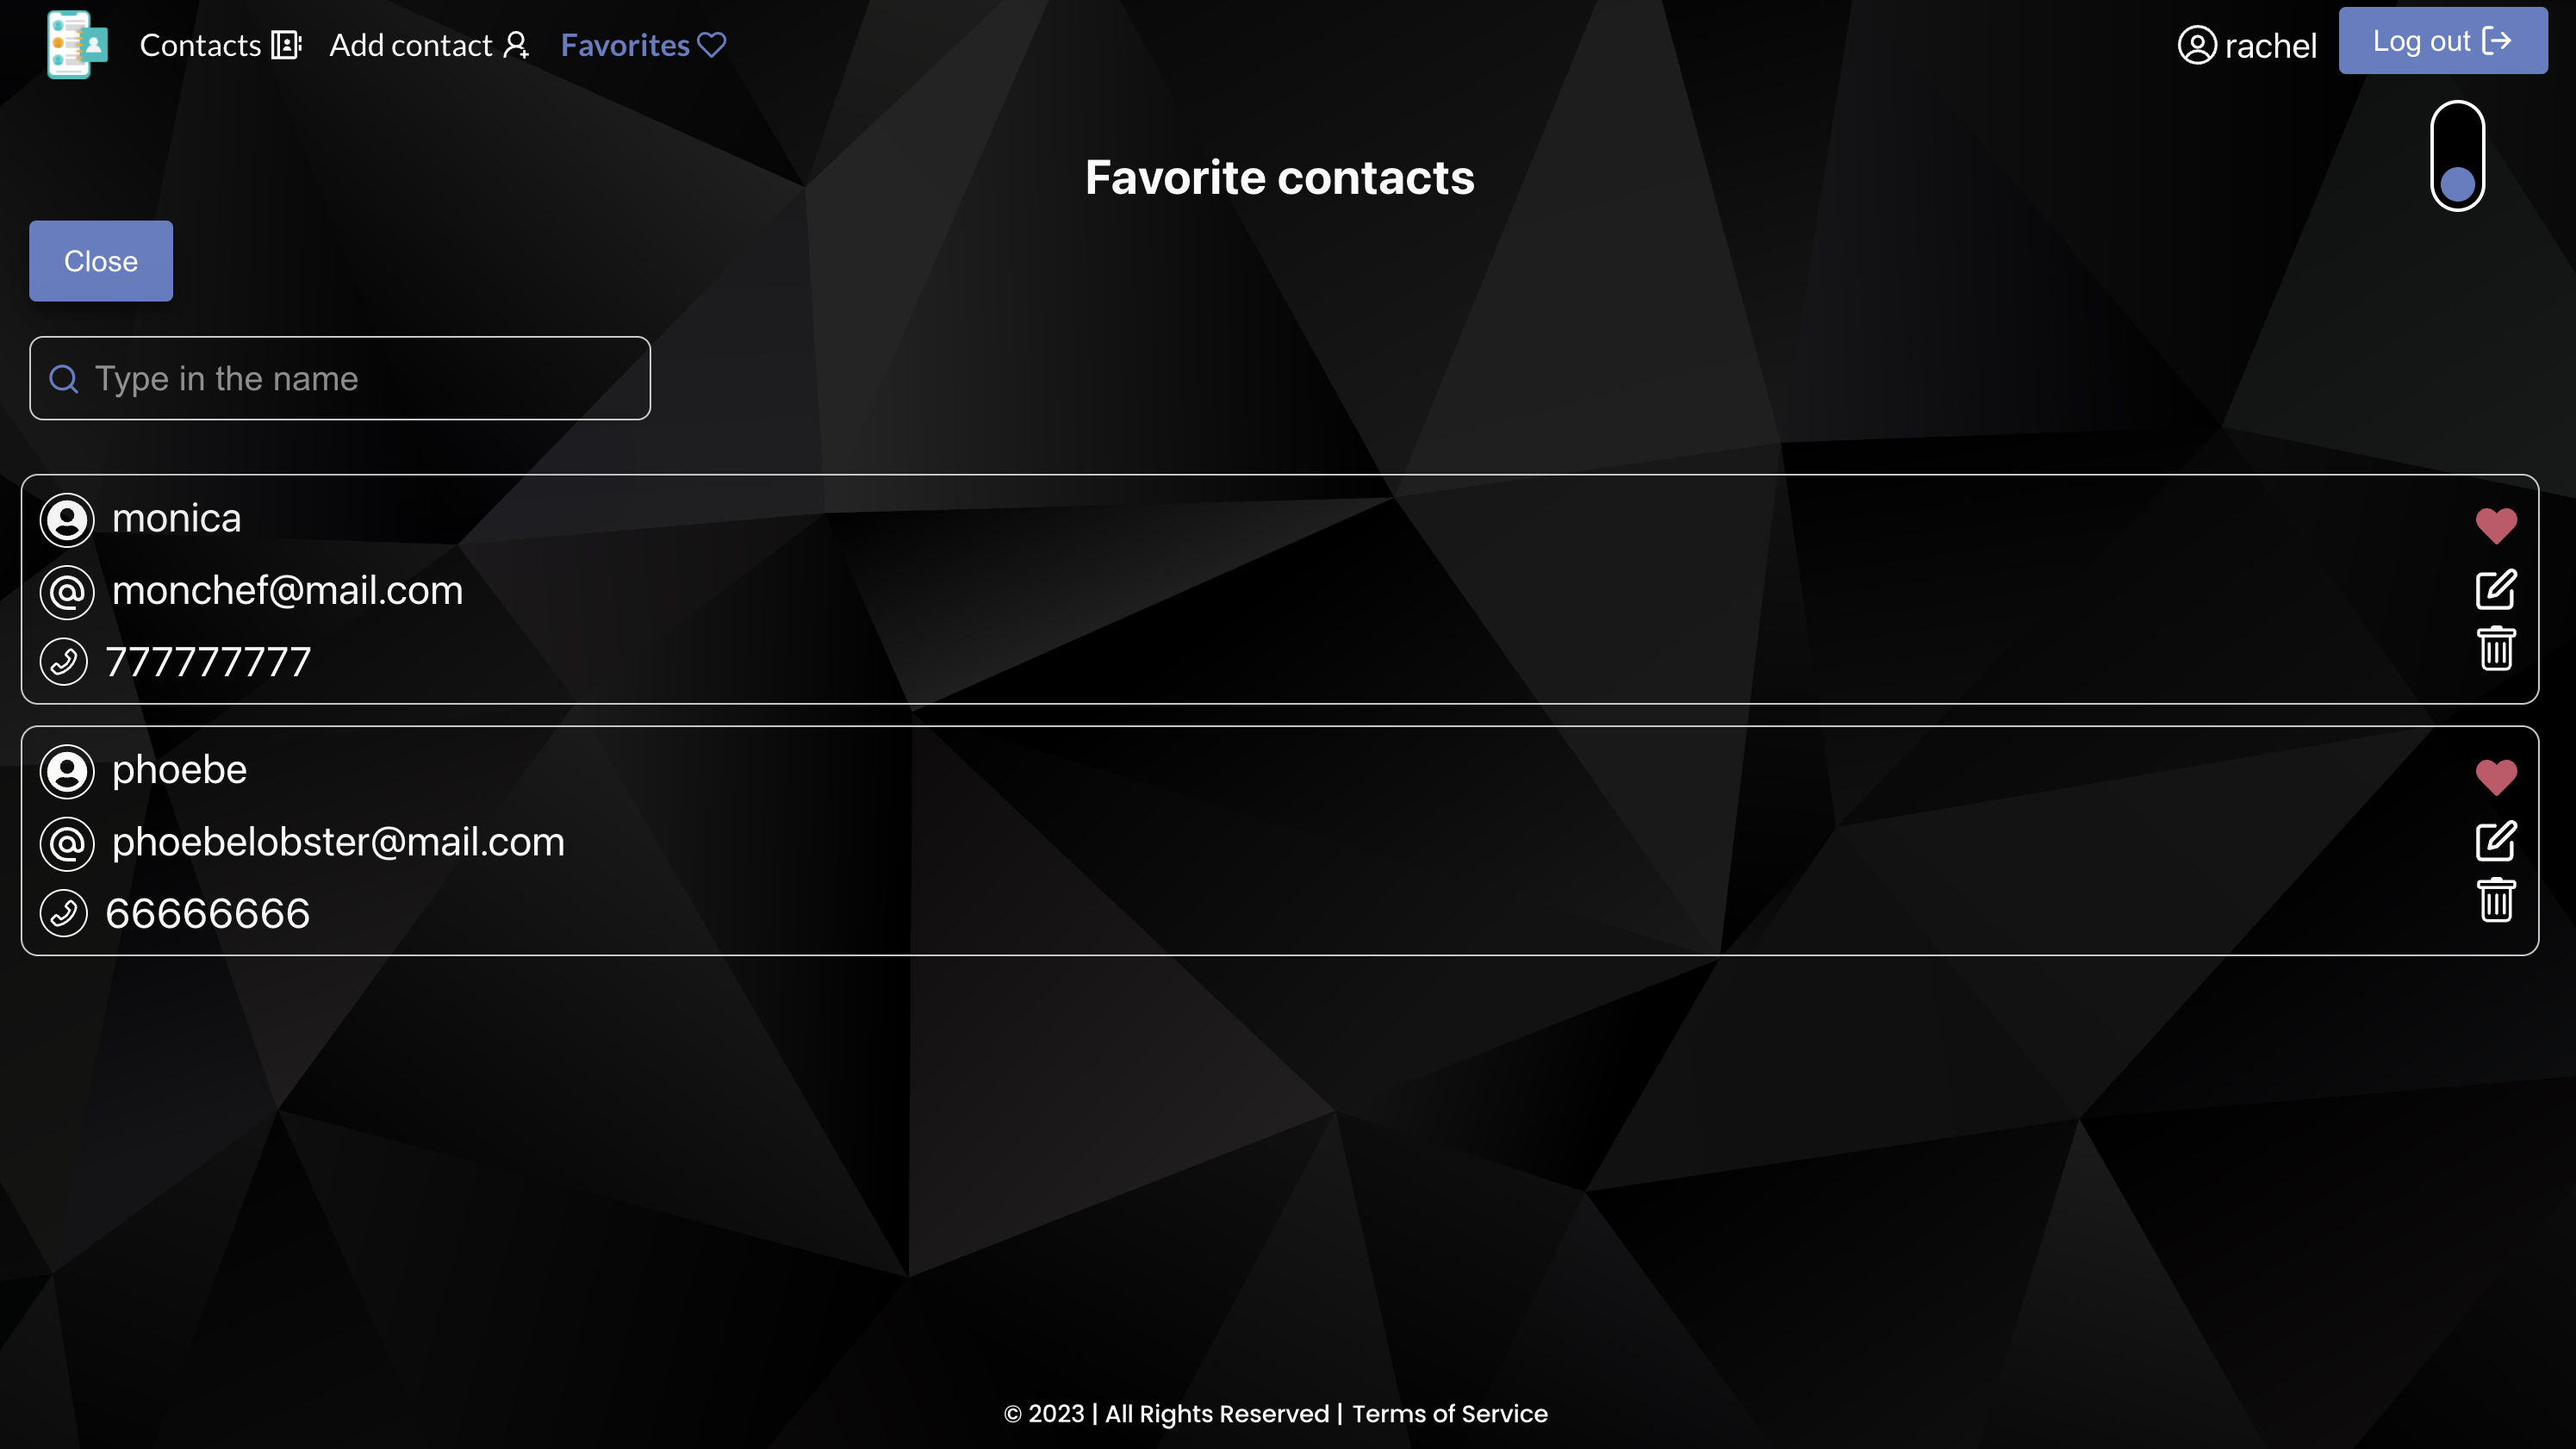 Contacts Add contact Favorites rachel Log out
Favorite contacts
Close
Type in the name
monica
monchef@mail.com
777777777
phoebe
phoebelobster@mail.com
66666666
© 2023 | All Rights Reserved | Terms of Service